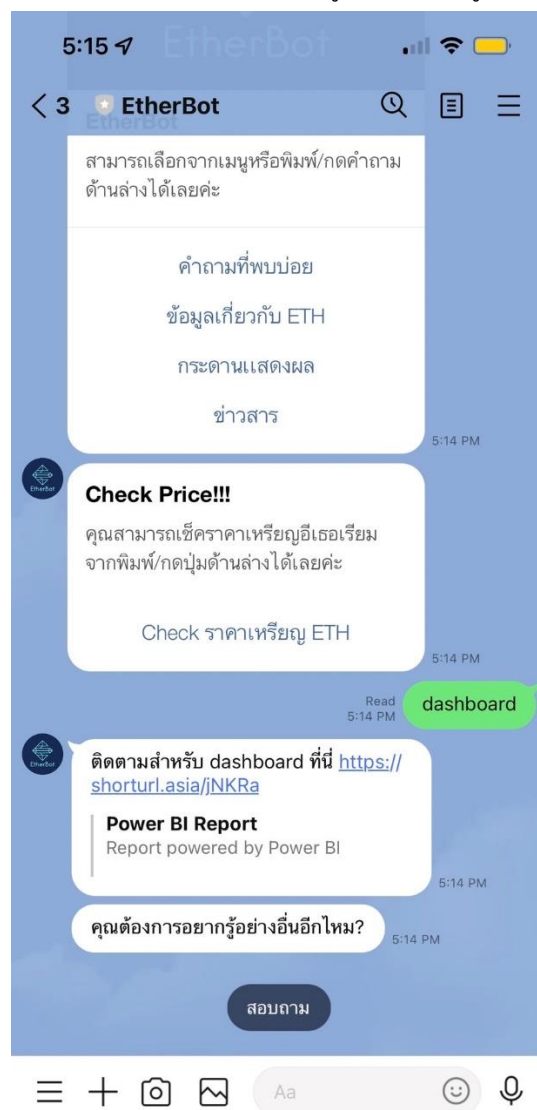 EtherBot
5:15
3 EtherBot
EtherBot
สามารถเลือกจากเมนูหรือพิมพ์/กดคำถาม
ด้านล่างได้เลยค่ะ
คำถามที่พบบ่อย
ข้อมูลเกี่ยวกับ ETH
กระดานแสดงผล
ข่าวสาร
5:14 PM
EtherBot
Check Price!!!
คุณสามารถเช็คราคาเหรียญอีเธอเรียม
จากพิมพ์/กดปุ่มด้านล่างได้เลยค่ะ
Check ราคาเหรียญ ETH
5:14 PM
Read
5:14 PM
dashboard
EtherBot
ติดตามสำหรับ dashboard ที่นี่ https://
shorturl.asia/jNKRa
Power BI Report
Report powered by Power BI
5:14 PM
คุณต้องการอยากรู้อย่างอื่นอีกไหม?
5:14 PM
สอบถาม
Aa